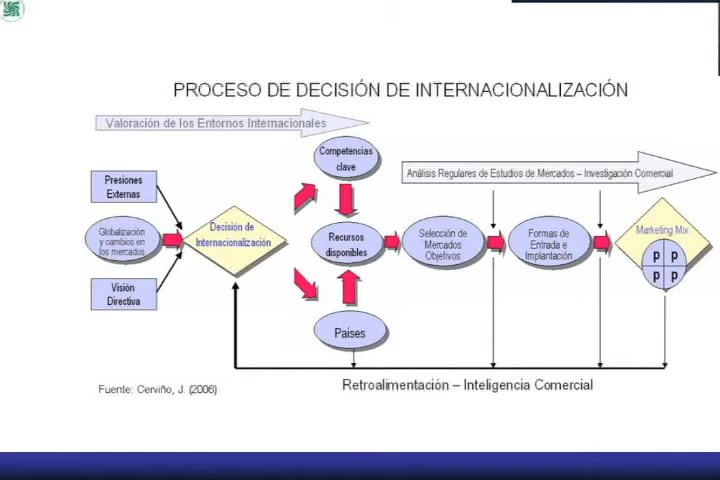 PROCESO DE DECISIÓN DE INTERNACIONALIZACIÓN
Valoración de los Entornos Internacionales
Competencias
clave
Análisis Regulares de Estudios de Mercados – Investigación Comercial
Presiones
Externas
Globalización
y cambios en
los mercados
Decisión de
Internacionalización
Recursos
disponibles
Selección de
Mercados
Objetivos
Formas de
Entrada e
Implantación
Marketing Mix
p p
p p
Visión
Directiva
Países
Fuente: Cerviño, J. (2006)
Retroalimentación – Inteligencia Comercial